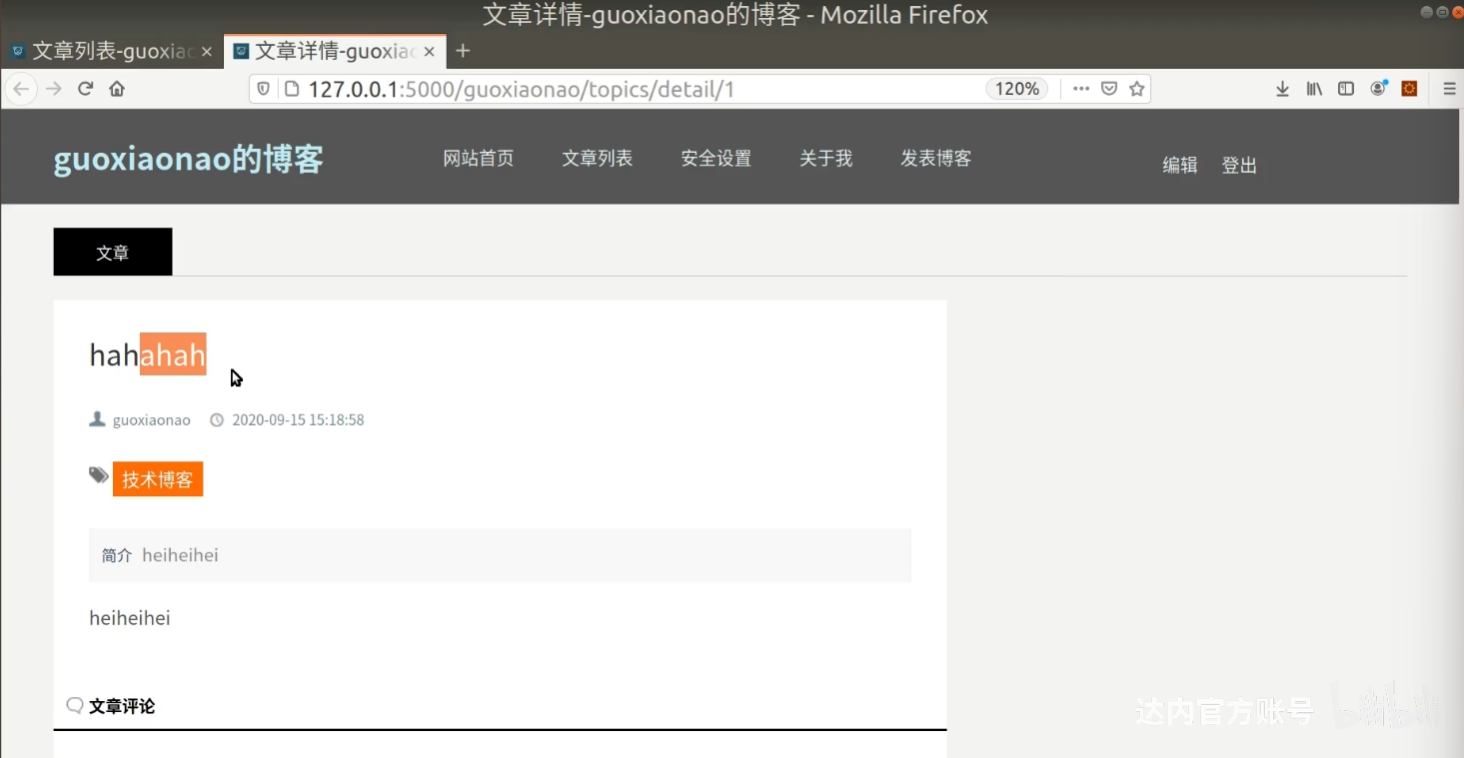 文章详情-guoxiaonao的博客 - Mozilla Firefox
文章列表-guoxiao
文章详情-guoxiao
127.0.0.1:5000/guoxiaonao/topics/detail/1
120%
guoxiaonao的博客
网站首页 文章列表 安全设置 关于我 发表博客
编辑 登出
文章
hahahah
guoxiaonao 2020-09-15 15:18:58
技术博客
简介 heiheihei
heiheihei
文章评论
达内官方账号 bilibili